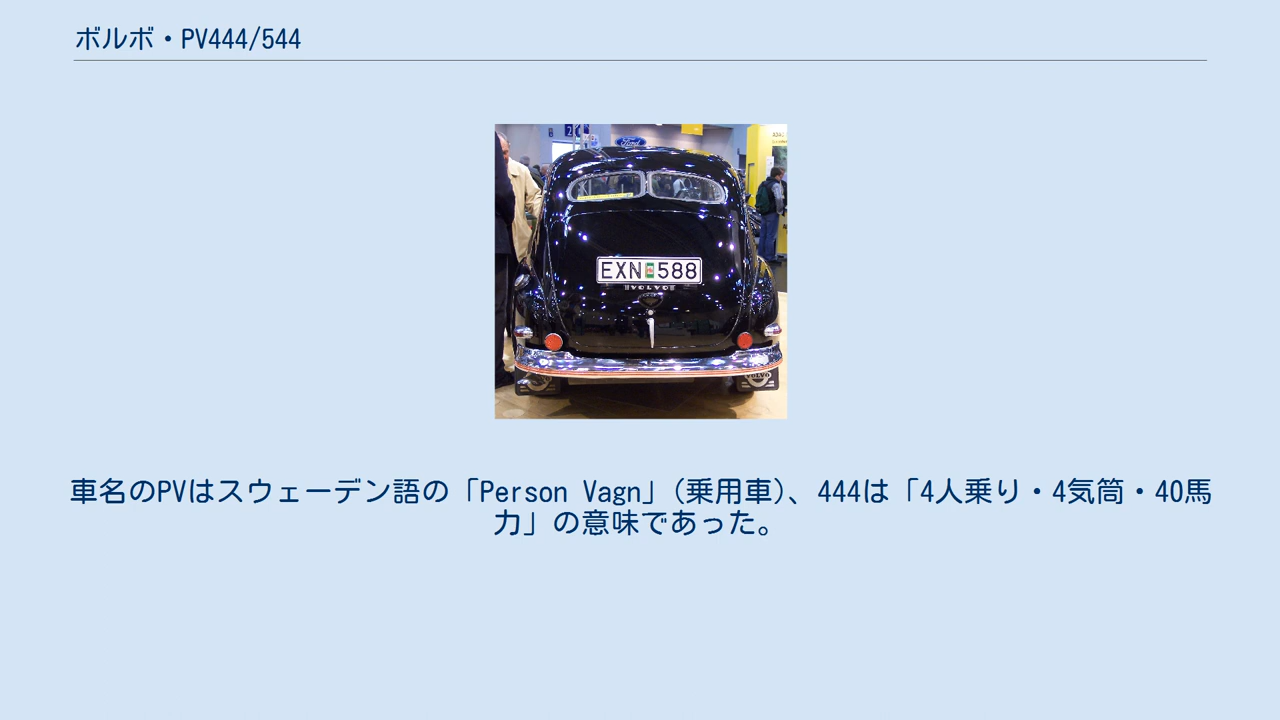 ボルボ・PV444/544
Ford
EXN 588
VOLVO
VOLVO
車名のPVはスウェーデン語の「Person Vagn」(乗用車)、444は「4人乗り・4気筒・40馬
力」の意味であった。